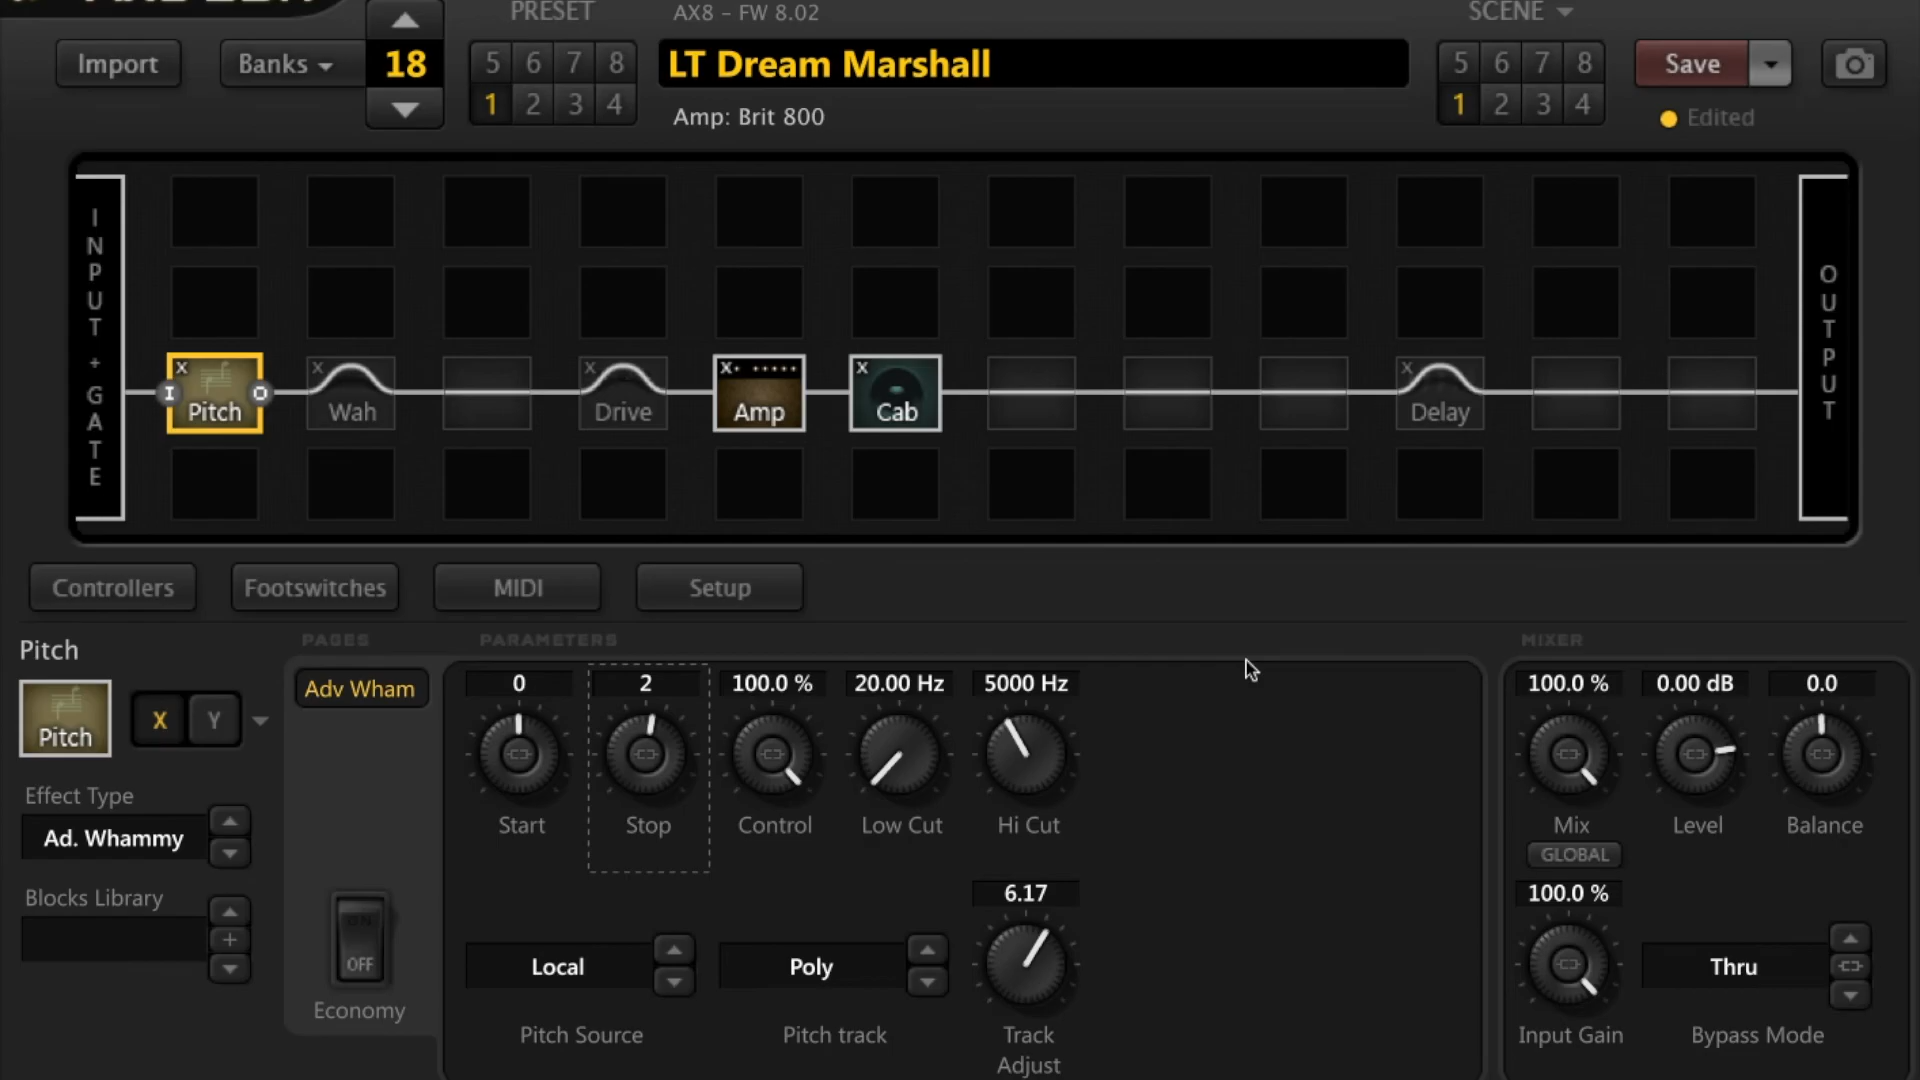 PRESET
AX8 – FW 8.02
SCENE
Import
Banks
18
5 6 7 8
1 2 3 4
LT Dream Marshall
Amp: Brit 800
5 6 7 8
1 2 3 4
Save
Edited
INPUT + GATE
X Pitch
I
O
X Wah
X Drive
X Amp
X Cab
X Delay
OUTPUT
Controllers
Footswitches
MIDI
Setup
Pitch
PAGES
PARAMETERS
MIXER
Pitch
X Y
Effect Type
Ad. Whammy
Blocks Library
+
Adv Wham
OFF
Economy
0
Start
2
Stop
100.0 %
Control
20.00 Hz
Low Cut
5000 Hz
Hi Cut
Local
Pitch Source
Poly
Pitch track
6.17
Track
Adjust
100.0 %
Mix
GLOBAL
0.00 dB
Level
0.0
Balance
100.0 %
Input Gain
Thru
Bypass Mode